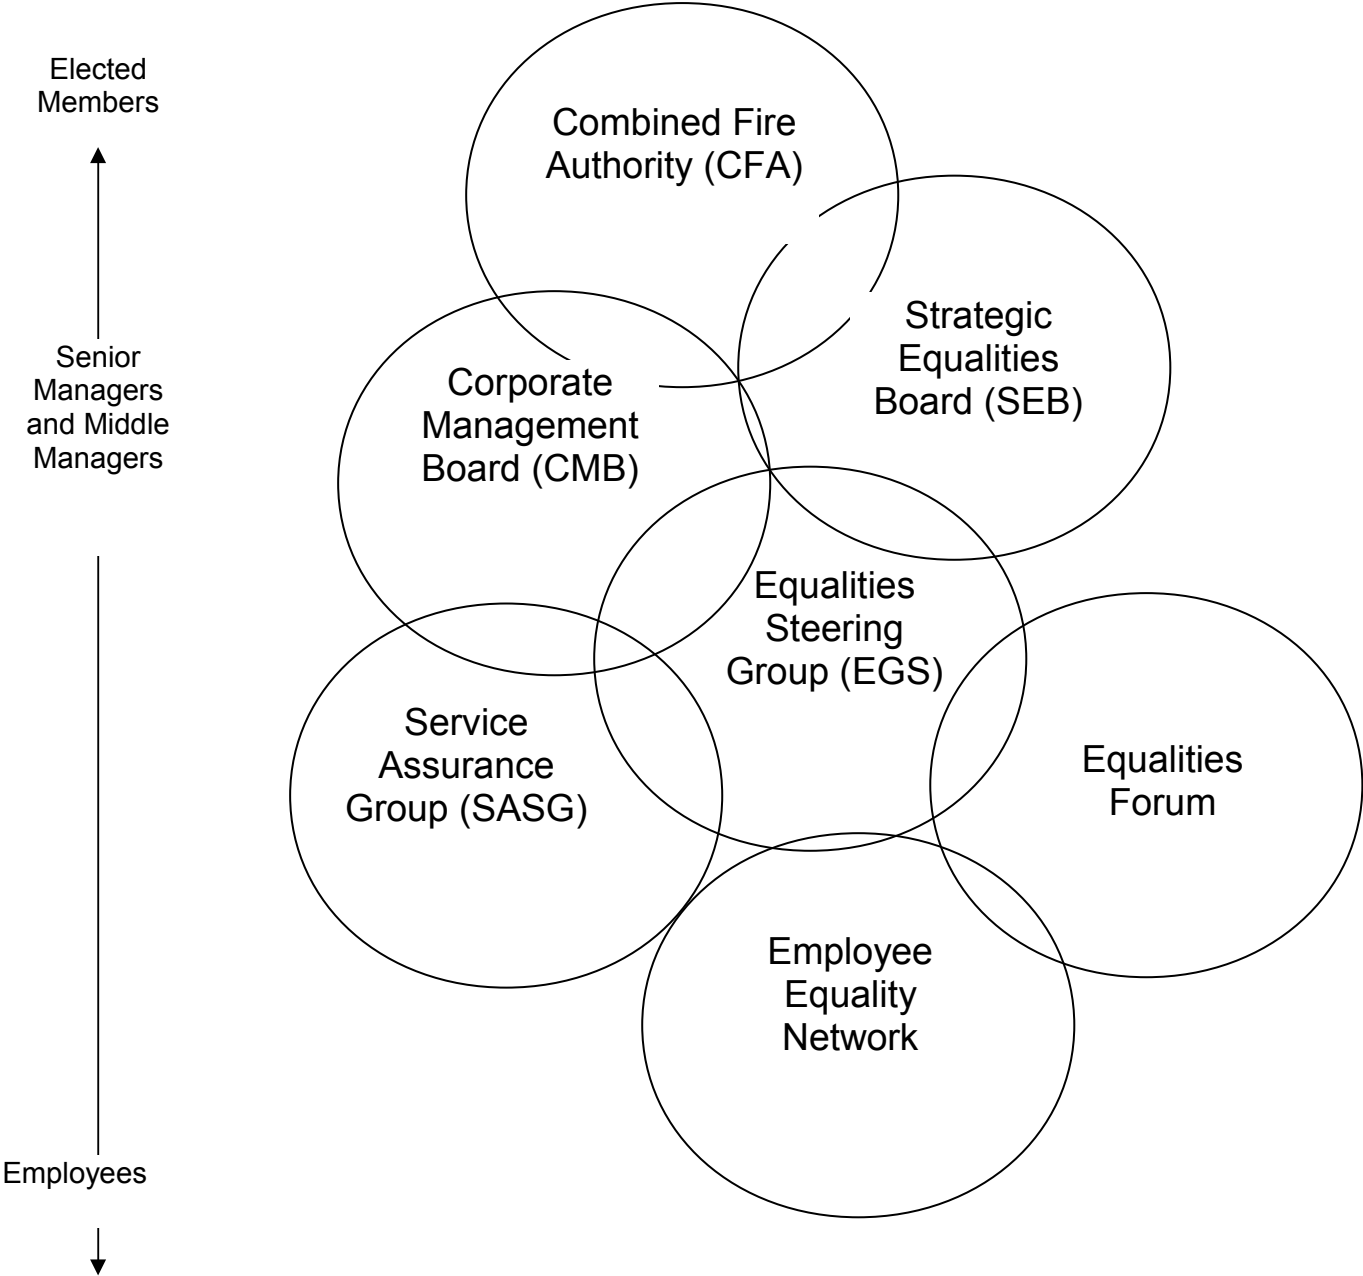 Elected
Members
Combined Fire
Authority (CFA)
Strategic
Equalities
Board (SEB)
Senior
Managers
and Middle
Managers
Corporate
Management
Board (CMB)
Equalities
Steering
Group (EGS)
Service
Assurance
Group (SASG)
Equalities
Forum
Employee
Equality
Network
Employees